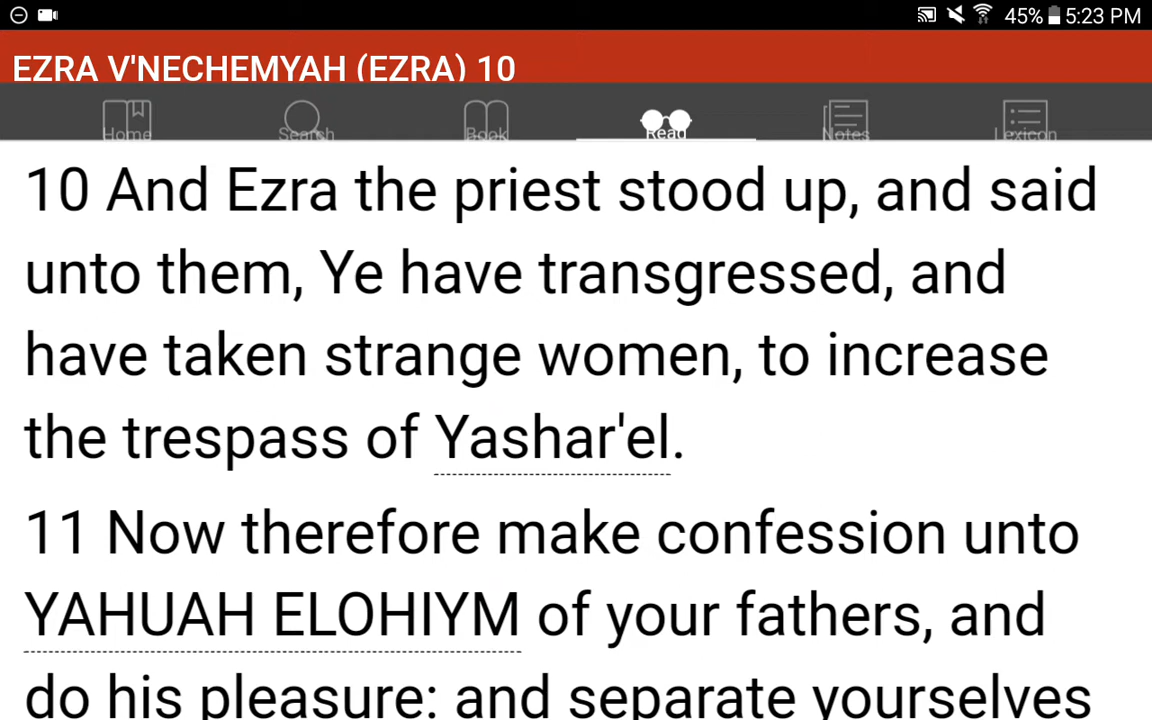 45% 5:23 PM
EZRA V'NECHEMYAH (EZRA) 10
Home Search Book Read Notes Lexicon
10 And Ezra the priest stood up, and said
unto them, Ye have transgressed, and
have taken strange women, to increase
the trespass of Yashar'el.
11 Now therefore make confession unto
YAHUAH ELOHIYM of your fathers, and
do his pleasure: and separate yourselves